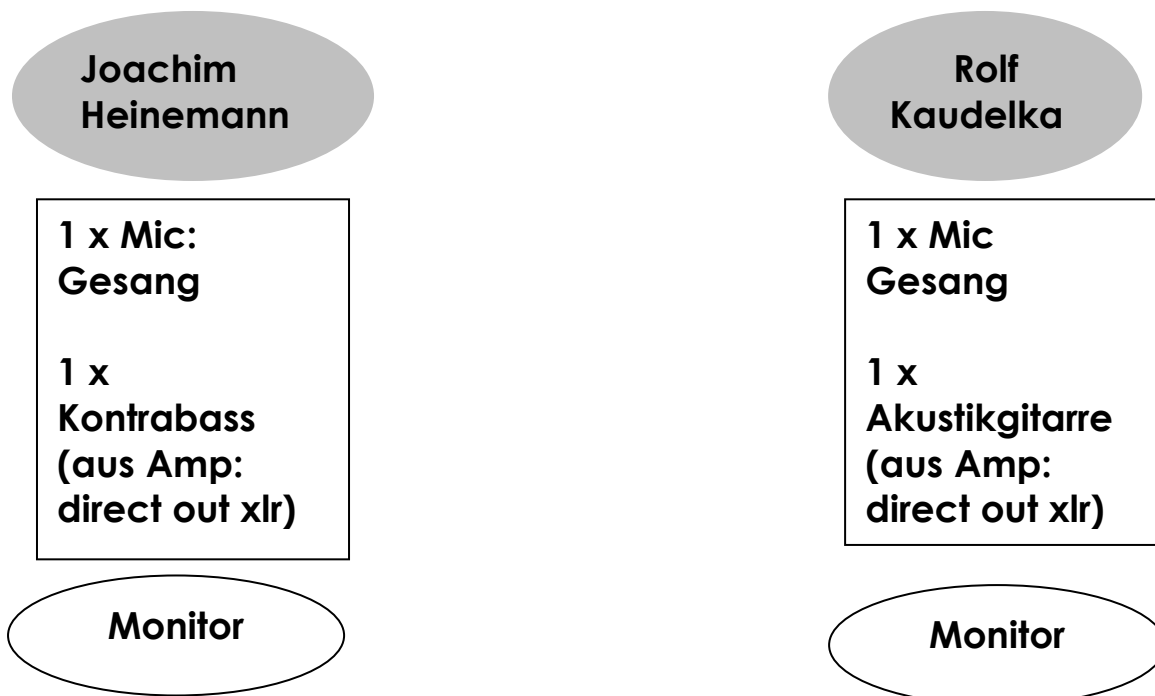 Joachim
Heinemann
1 x Mic:
Gesang
1 x
Kontrabass
(aus Amp:
direct out xlr)
Monitor
Rolf
Kaudelka
1 x Mic
Gesang
1 x
Akustikgitarre
(aus Amp:
direct out xlr)
Monitor